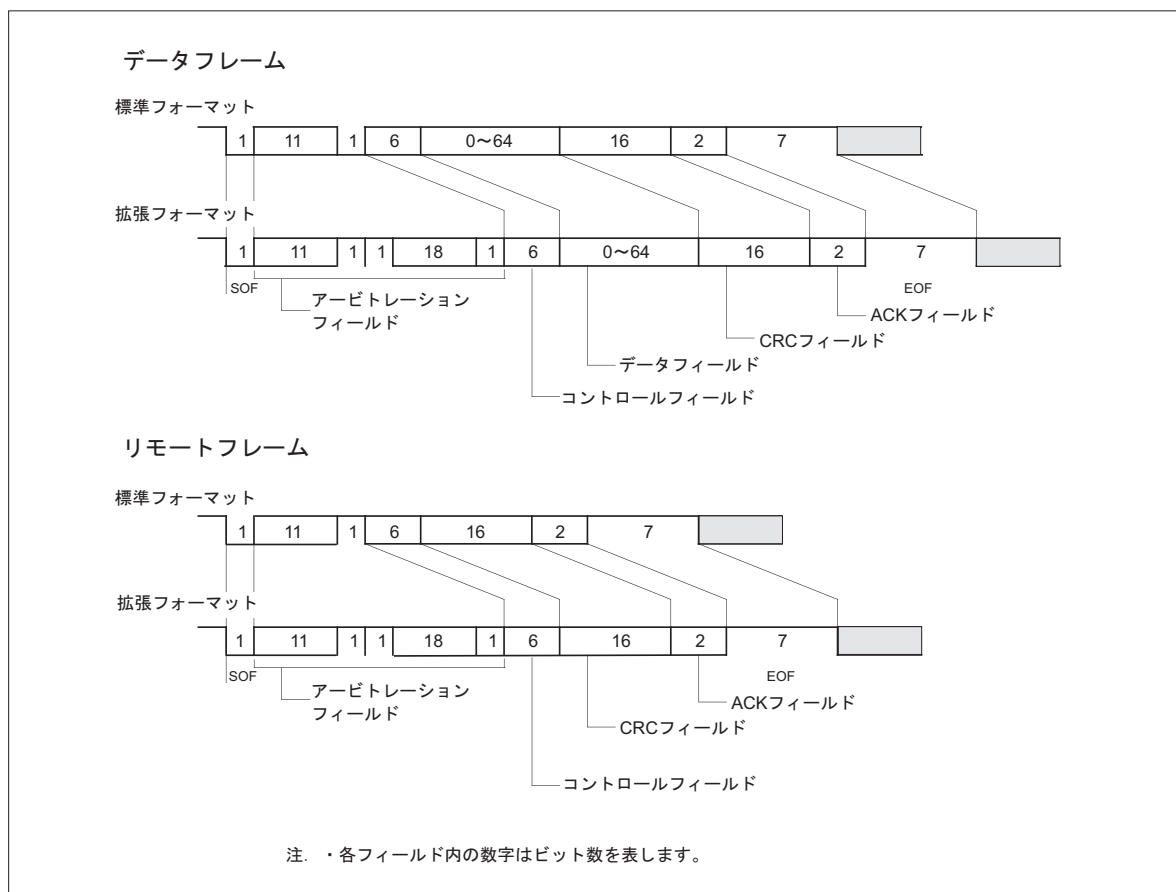 データフレーム
標準フォーマット
1 11 1 6 0〜64 16 2 7
拡張フォーマット
1 11 1 1 18 1 6 0〜64 16 2 7
SOF
EOF
アービトレーション
フィールド
ACKフィールド
CRCフィールド
データフィールド
コントロールフィールド
リモートフレーム
標準フォーマット
1 11 1 6 16 2 7
拡張フォーマット
1 11 1 1 18 1 6 16 2 7
SOF
EOF
アービトレーション
フィールド
ACKフィールド
CRCフィールド
コントロールフィールド
注. ・各フィールド内の数字はビット数を表します。